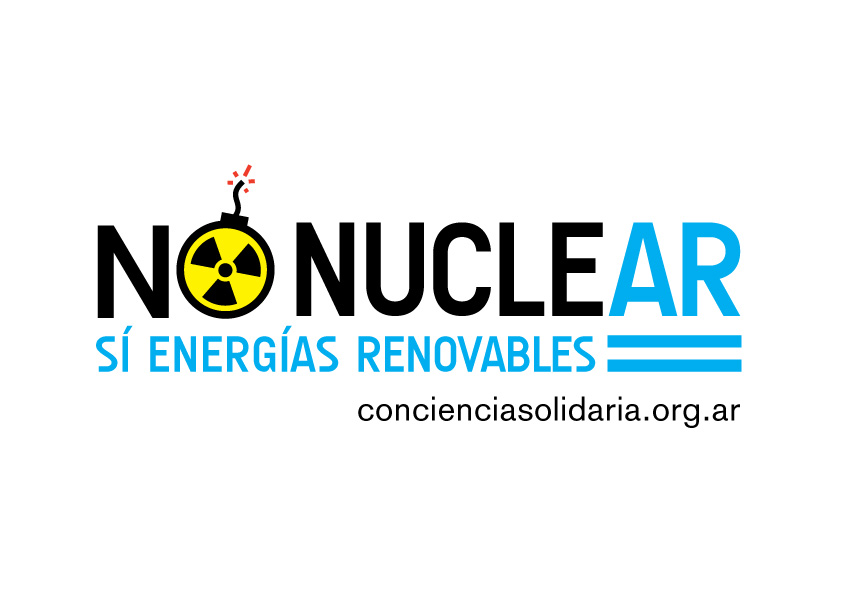 NO NUCLEAR
SÍ ENERGÍAS RENOVABLES
concienciasolidaria.org.ar